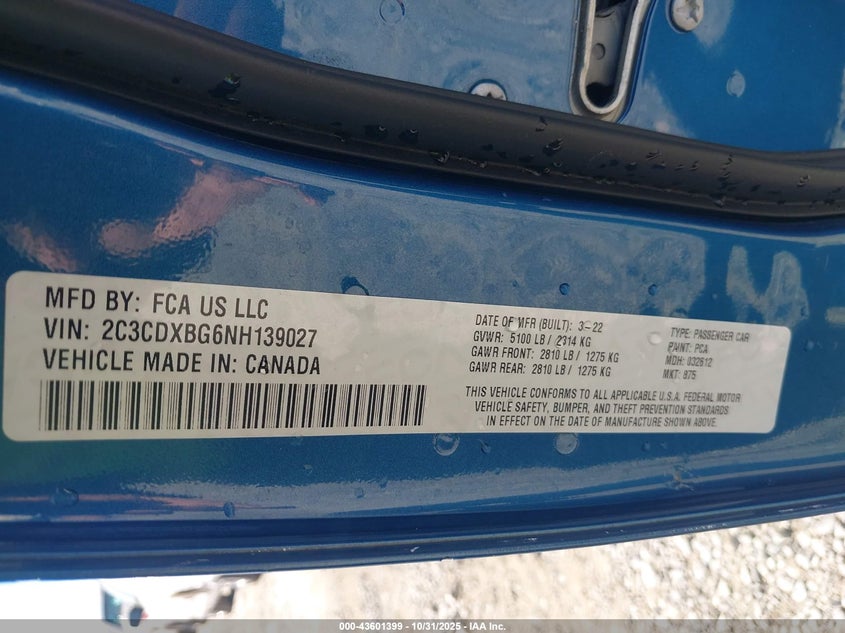 MFD BY: FCA US LLC
VIN: 2C3CDXBG6NH139027
VEHICLE MADE IN: CANADA
DATE OF MFR (BUILT): 3-22
GVWR: 5100 LB / 2314 KG
GAWR FRONT: 2810 LB / 1275 KG
GAWR REAR: 2810 LB / 1275 KG
TYPE: PASSENGER CAR
PAINT: PCA
MDH: 032612
MKT: 875
THIS VEHICLE CONFORMS TO ALL APPLICABLE U.S.A. FEDERAL MOTOR
VEHICLE SAFETY, BUMPER, AND THEFT PREVENTION STANDARDS
IN EFFECT ON THE DATE OF MANUFACTURE SHOWN ABOVE.
000-43601399 - 10/31/2025 - IAA Inc.